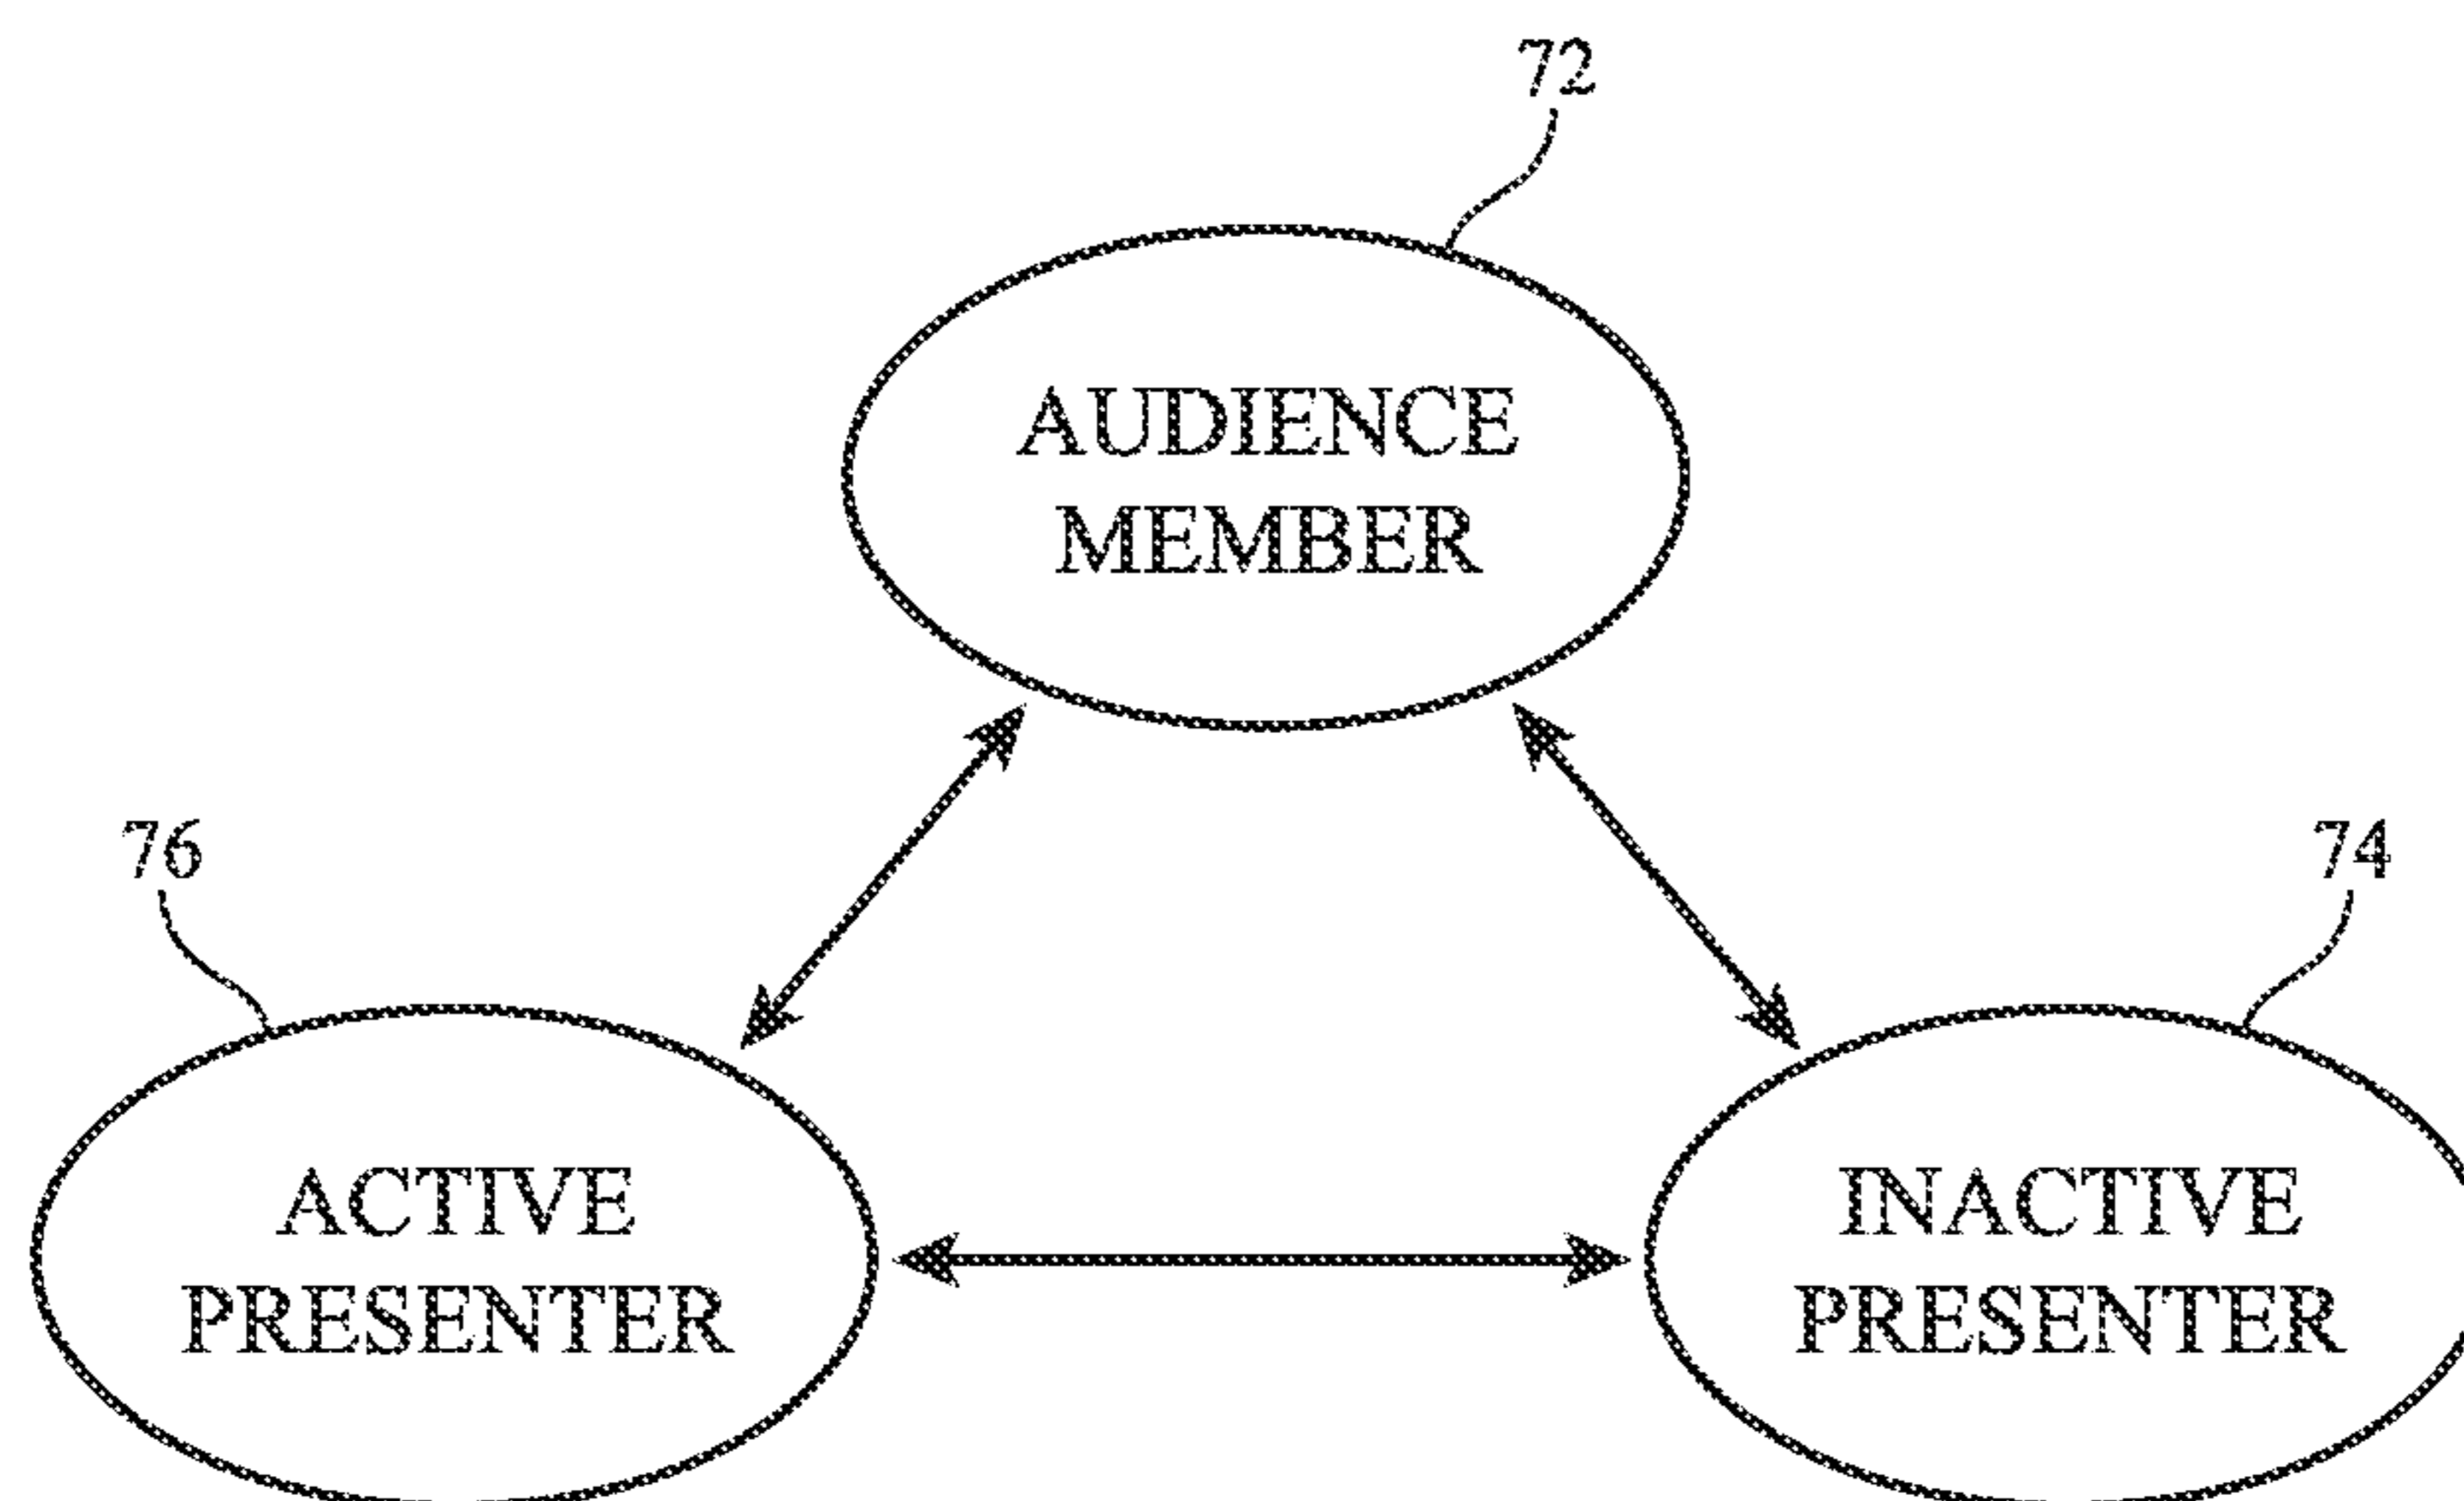 72
AUDIENCE
MEMBER
76
74
ACTIVE
PRESENTER
INACTIVE
PRESENTER